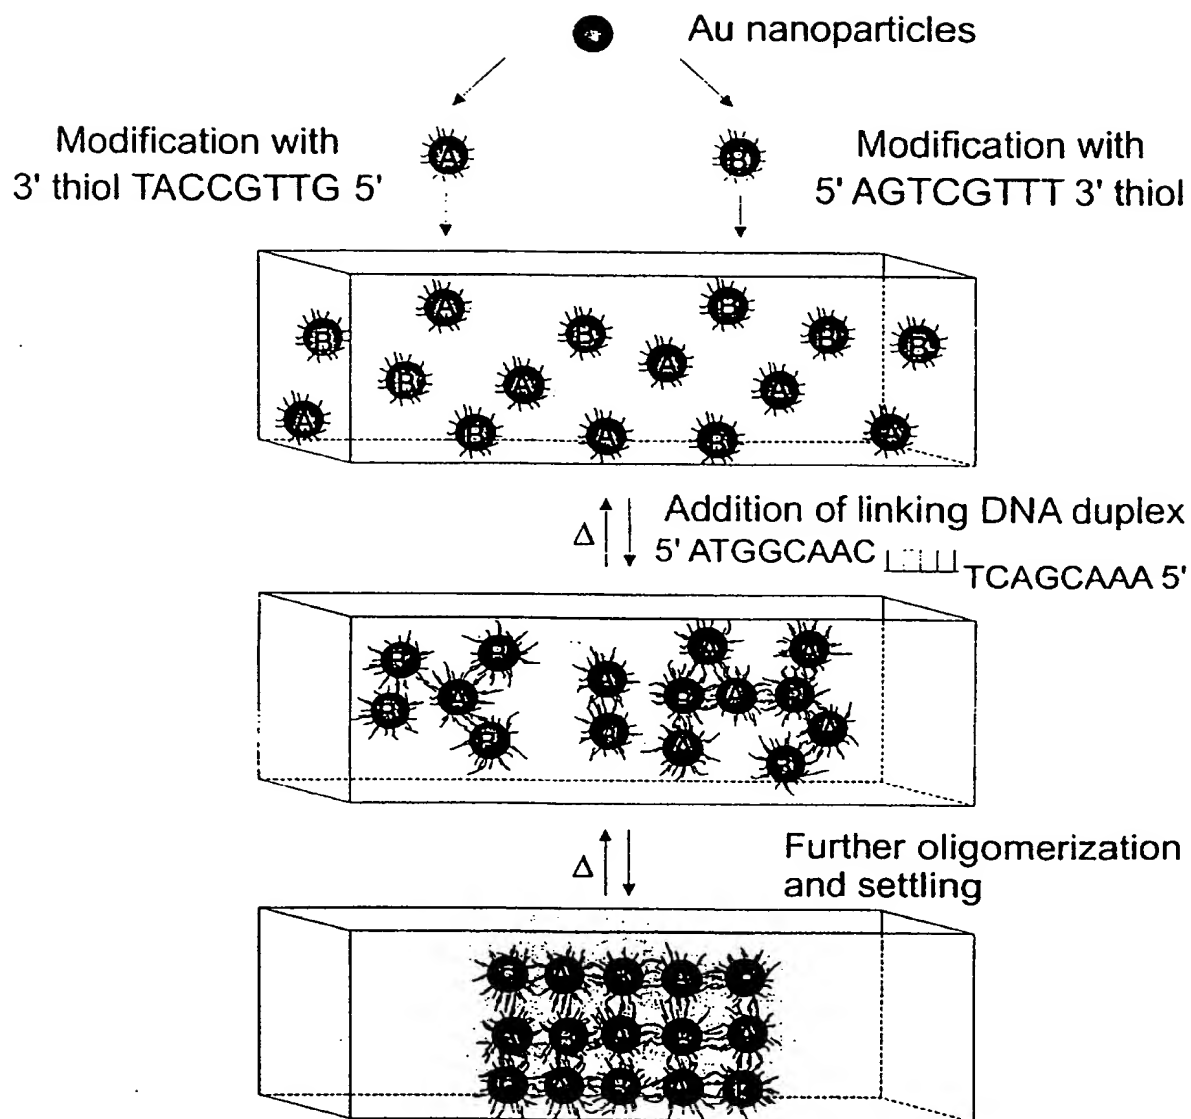 Au nanoparticles
Modification with
3' thiol TACCGTTG 5'
A
B
Modification with
5' AGTCGTTT 3' thiol
A
B
B
B
B
B
A
A
B
A
A
B
A
B
A
Δ
Addition of linking DNA duplex
5' ATGGCAAC
TCAGCAAA 5'
A
A
B
A
A
B
A
B
A
A
B
Δ
Further oligomerization
and settling
A
A
A
B
A
B
A
A